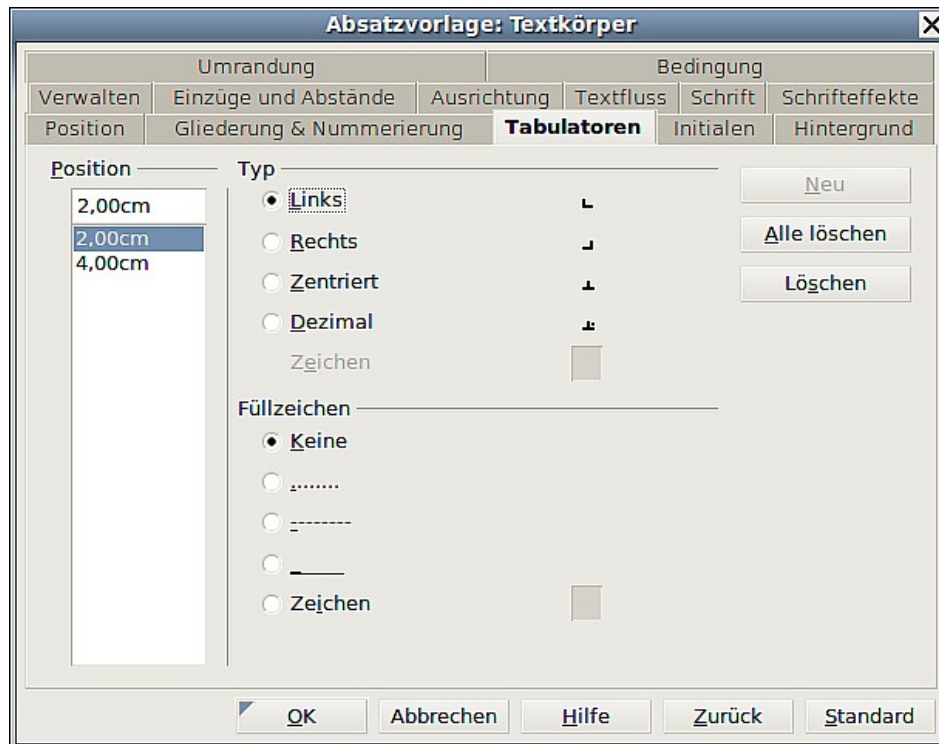 Absatzvorlage: Textkörper
Umrandung Bedingung
Verwalten Einzüge und Abstände Ausrichtung Textfluss Schrift Schrifteffekte
Position Gliederung & Nummerierung Tabulatoren Initialen Hintergrund
Position
2,00cm
2,00cm
4,00cm
Typ
Links
Rechts
Zentriert
Dezimal
Zeichen
Füllzeichen
Keine
........
--------
______
Zeichen
Neu
Alle löschen
Löschen
OK Abbrechen Hilfe Zurück Standard